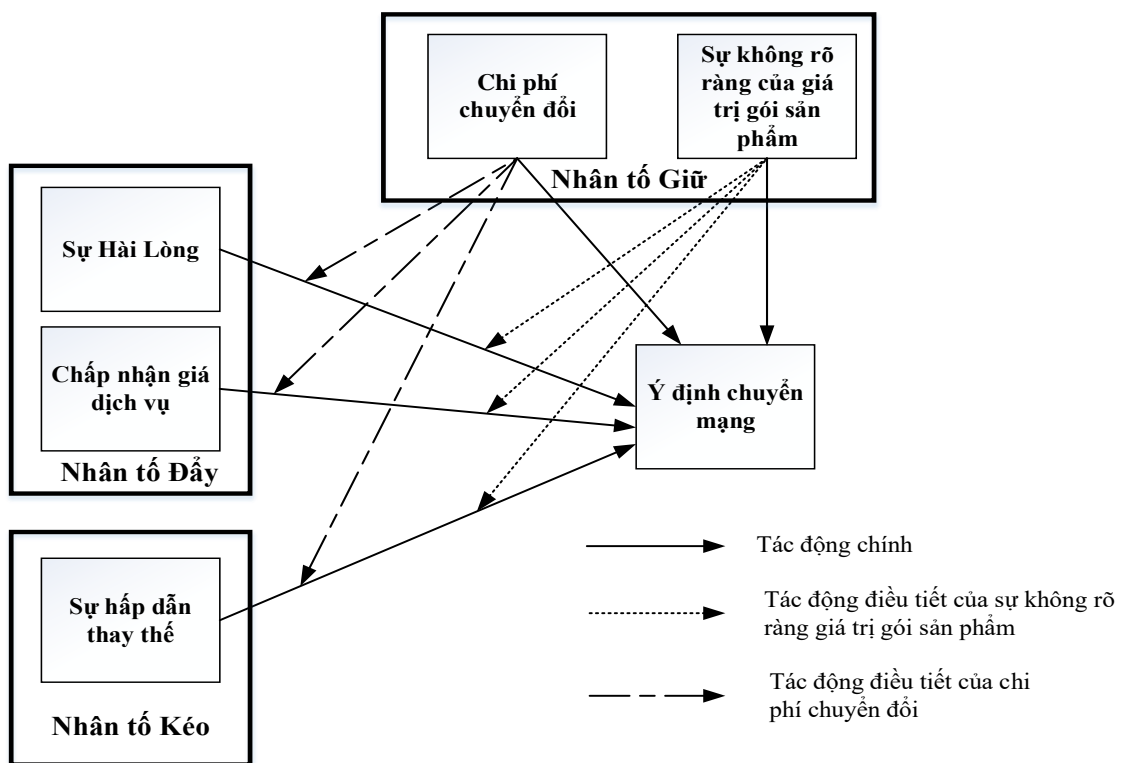 Chi phí
chuyển đổi
Sự không rõ
ràng của giá
trị gói sản
phẩm
Nhân tố Giữ
Sự Hài Lòng
Chấp nhận giá
dịch vụ
Nhân tố Đẩy
Ý định chuyển
mạng
Sự hấp dẫn
thay thế
Nhân tố Kéo
Tác động chính
Tác động điều tiết của sự không rõ
ràng giá trị gói sản phẩm
Tác động điều tiết của chi
phí chuyển đổi